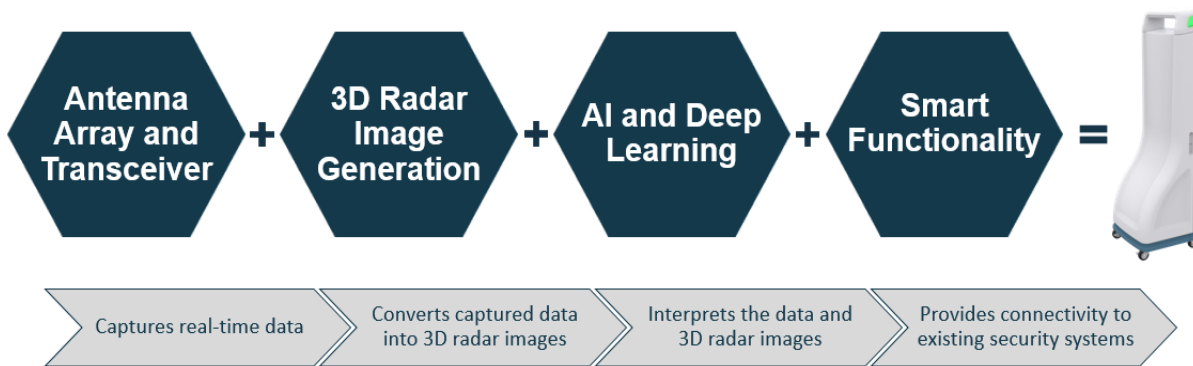 Antenna
Array and
Transceiver
+
3D Radar
Image
Generation
+
AI and Deep
Learning
+
Smart
Functionality
=
Captures real-time data
Converts captured data
into 3D radar images
Interprets the data and
3D radar images
Provides connectivity to
existing security systems